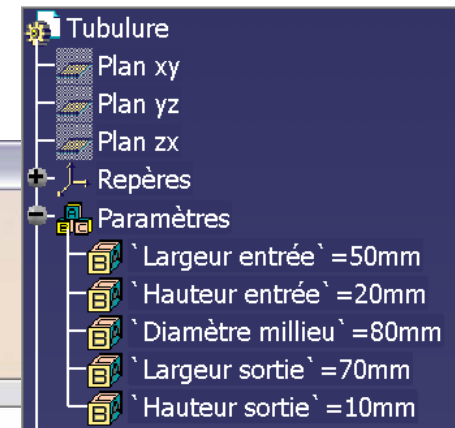 Tubulure
Plan xy
Plan yz
Plan zx
Repères
Paramètres
`Largeur entrée`=50mm
`Hauteur entrée`=20mm
`Diamètre millieu`=80mm
`Largeur sortie`=70mm
`Hauteur sortie`=10mm